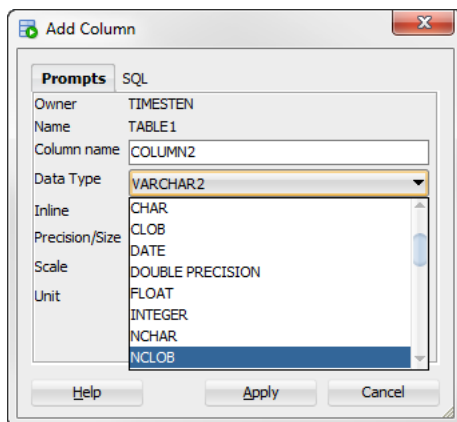 Add Column
Prompts SQL
Owner TIMESTEN
Name TABLE1
Column name COLUMN2
Data Type VARCHAR2
Inline CHAR
CLOB
Precision/Size DATE
Scale DOUBLE PRECISION
Unit FLOAT
INTEGER
NCHAR
NCLOB
Help Apply Cancel